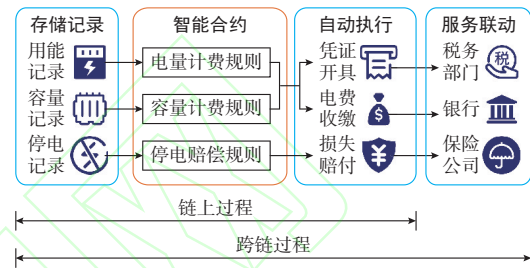 存储记录 智能合约 自动执行 服务联动
用能
记录
电量计费规则
凭证
开具
税务
部门
税
容量
记录
容量计费规则
电费
收缴
$
银行
停电
记录
停电赔偿规则
损失
赔付
¥
保险
公司
链上过程
跨链过程